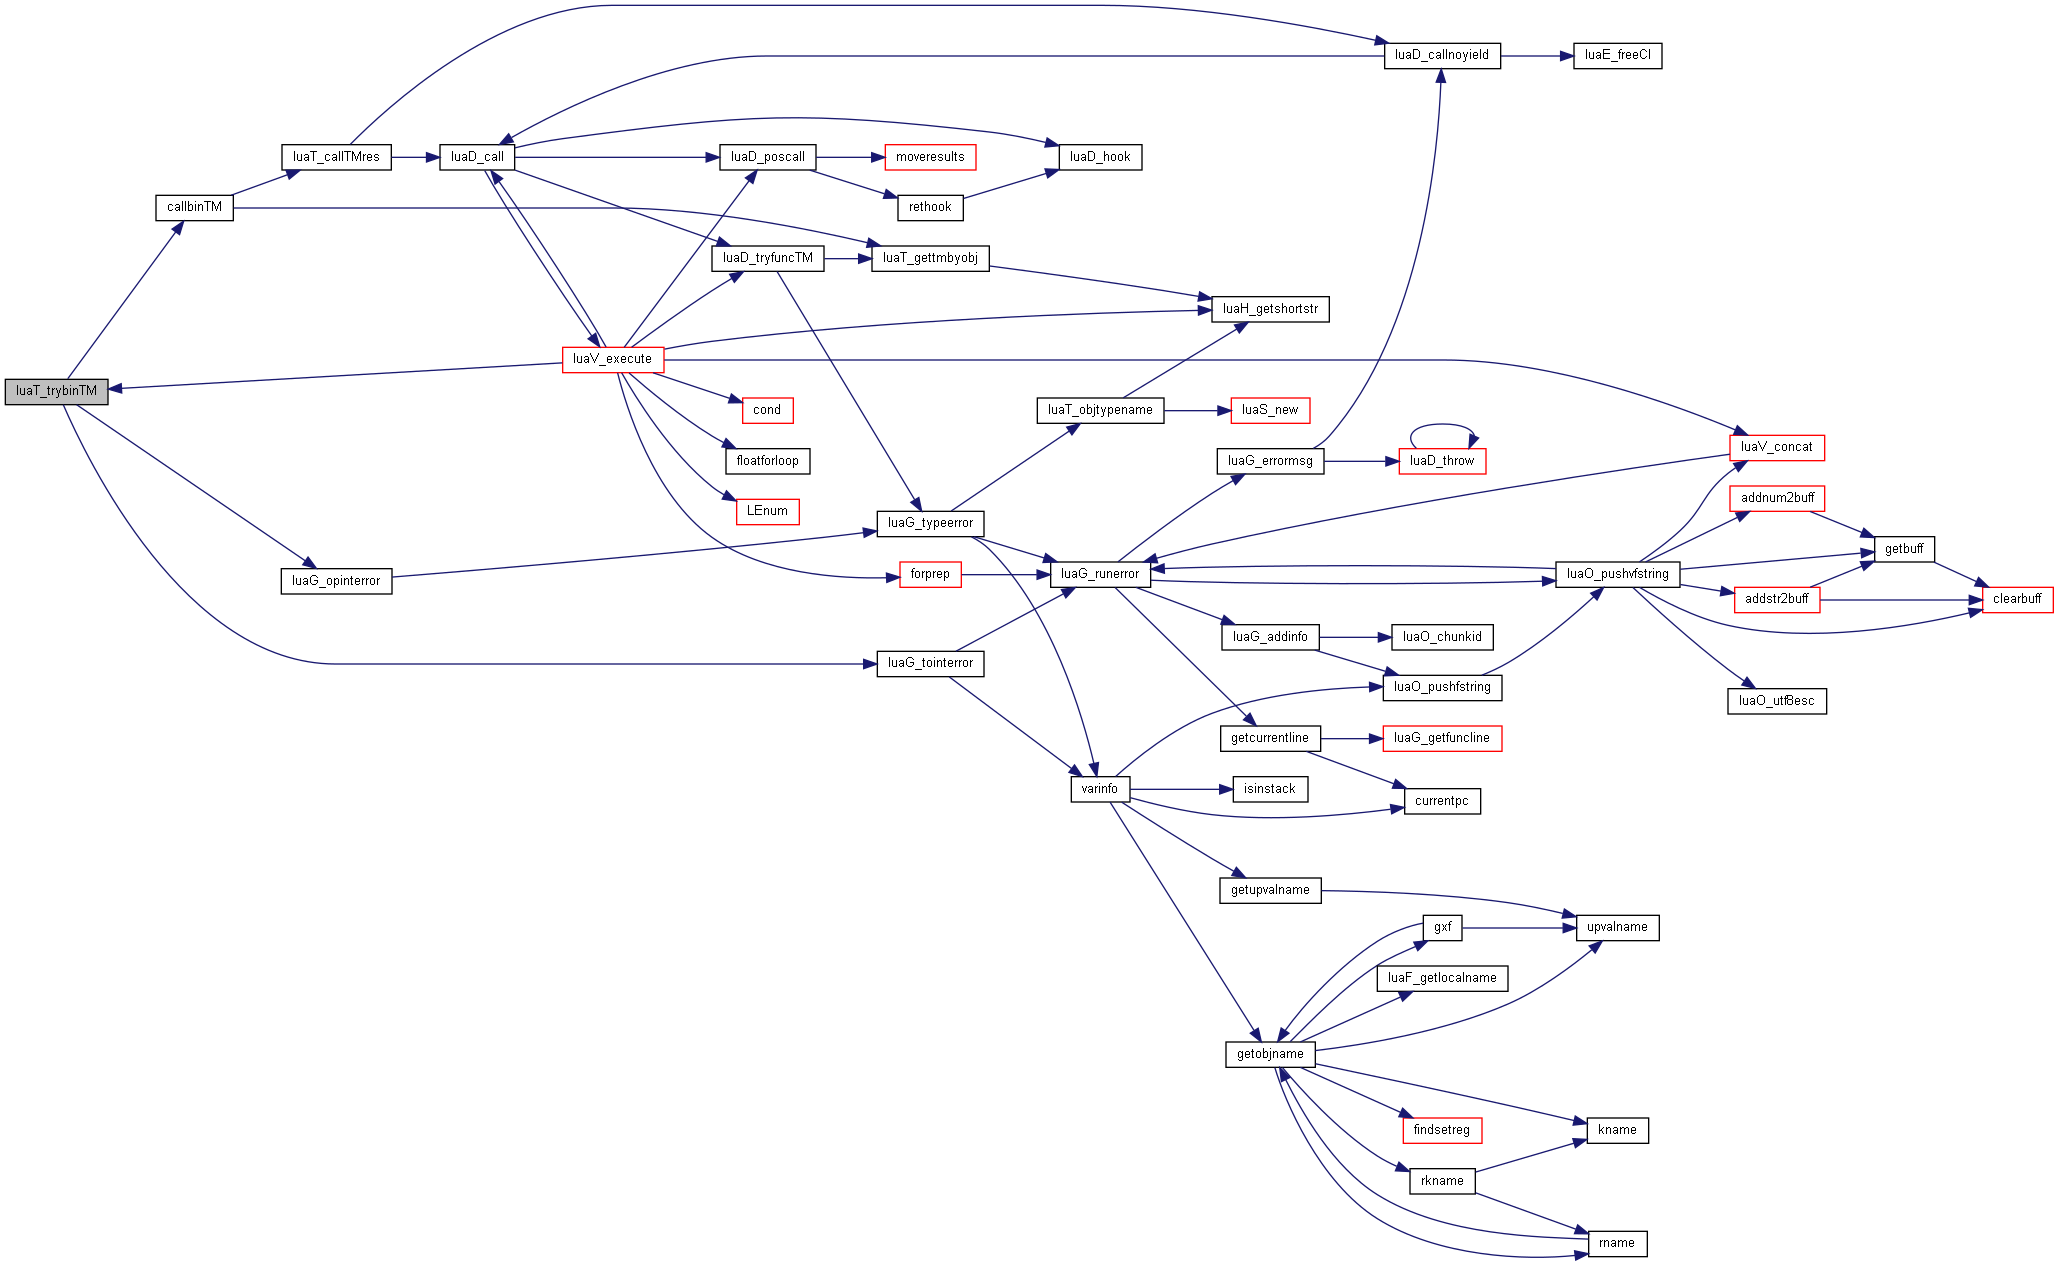 luaD_callnoyield
luaE_freeCI
luaT_callTMres
luaD_call
luaD_poscall
moveresults
luaD_hook
callbinTM
rethook
luaD_tryfuncTM
luaT_gettmbyobj
luaH_getshortstr
luaV_execute
luaT_trybinTM
cond
luaT_objtypename
luaS_new
floatforloop
luaG_errormsg
luaD_throw
luaV_concat
LEnum
addnum2buff
luaG_typeerror
getbuff
luaG_opinterror
forprep
luaG_runerror
luaO_pushvfstring
addstr2buff
clearbuff
luaG_addinfo
luaO_chunkid
luaG_tointerror
luaO_pushfstring
luaO_utf8esc
getcurrentline
luaG_getfuncline
varinfo
isinstack
currentpc
getupvalname
gxf
upvalname
luaF_getlocalname
getobjname
findsetreg
kname
rkname
rname